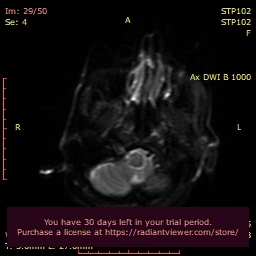 Im: 29/50
Se: 4
A
STP102
STP102
F
Ax DWI B 1000
R
L
You have 30 days left in your trial period.
Purchase a license at https://radiantviewer.com/store/